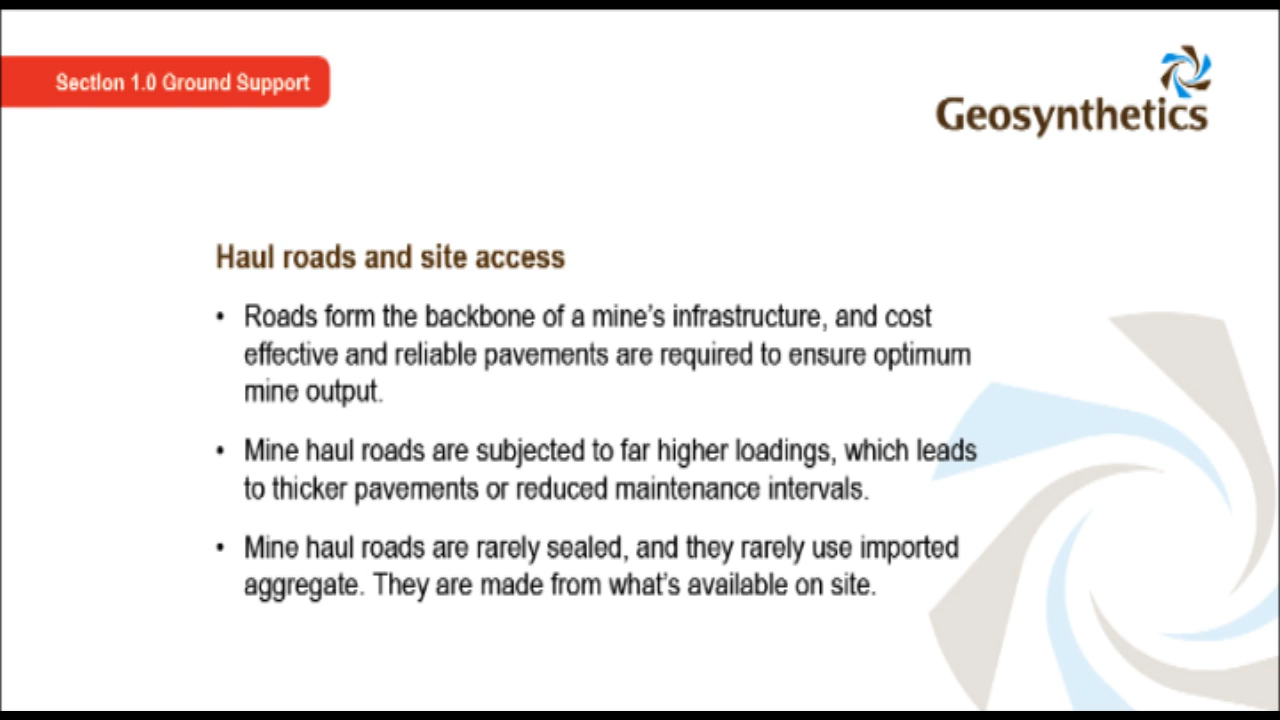 Section 1.0 Ground Support
Geosynthetics
Haul roads and site access
• Roads form the backbone of a mine's infrastructure, and cost
effective and reliable pavements are required to ensure optimum
mine output.
• Mine haul roads are subjected to far higher loadings, which leads
to thicker pavements or reduced maintenance intervals.
• Mine haul roads are rarely sealed, and they rarely use imported
aggregate. They are made from what's available on site.